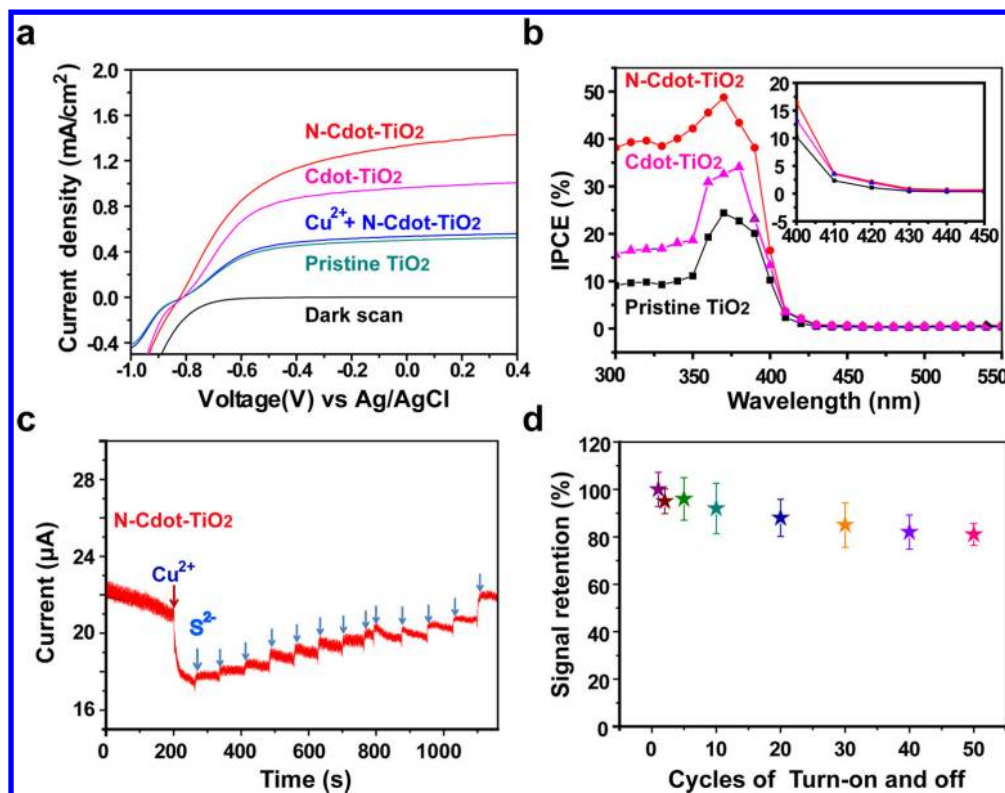 a
2.0
1.6
1.2
0.8
0.4
0.0
-0.4
Current density (mA/cm²)
N-Cdot-TiO₂
Cdot-TiO₂
Cu²⁺+ N-Cdot-TiO₂
Pristine TiO₂
Dark scan
-1.0 -0.8 -0.6 -0.4 -0.2 0.0 0.2 0.4
Voltage(V) vs Ag/AgCl
b
50
40
30
20
10
0
IPCE (%)
N-Cdot-TiO₂
Cdot-TiO₂
Pristine TiO₂
20
15
10
5
0
400 410 420 430 440 450
300 350 400 450 500 550
Wavelength (nm)
c
28
24
22
20
18
16
14
Current (µA)
N-Cdot-TiO₂
Cu²⁺
S²⁻
0 200 400 600 800 1000
Time (s)
d
120
100
80
60
40
20
0
Signal retention (%)
0 10 20 30 40 50
Cycles of Turn-on and off